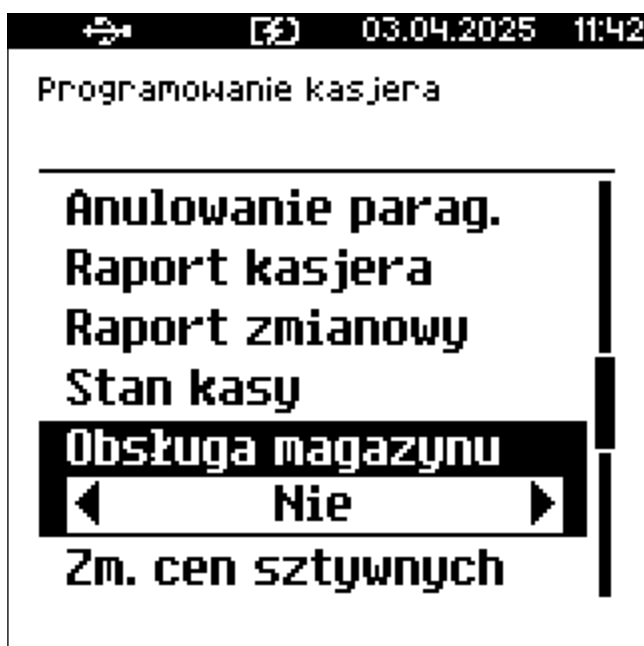 03.04.2025 11:42
Programowanie kasjera
Anulowanie parag.
Raport kasjera
Raport zmianowy
Stan kasy
Obsługa magazynu
Nie
Zm. cen sztywnych